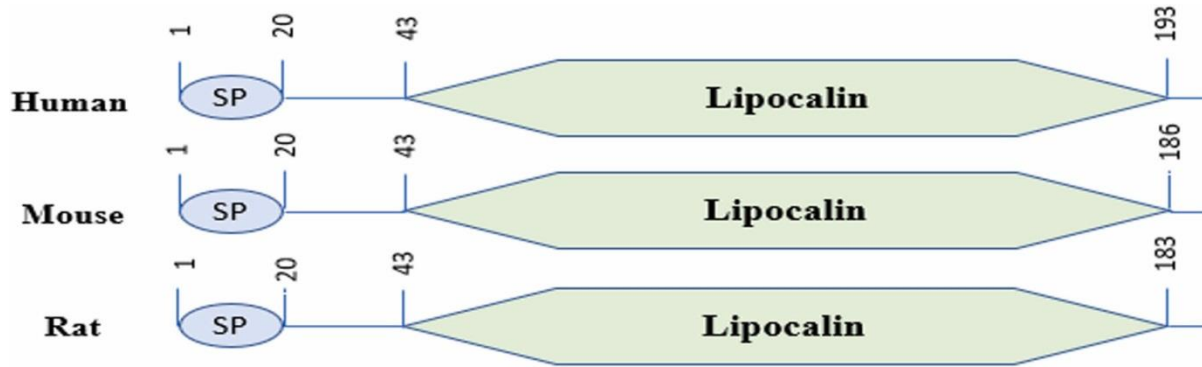 1 20 43 193
Human SP Lipocalin
1 20 43 186
Mouse SP Lipocalin
1 20 43 183
Rat SP Lipocalin